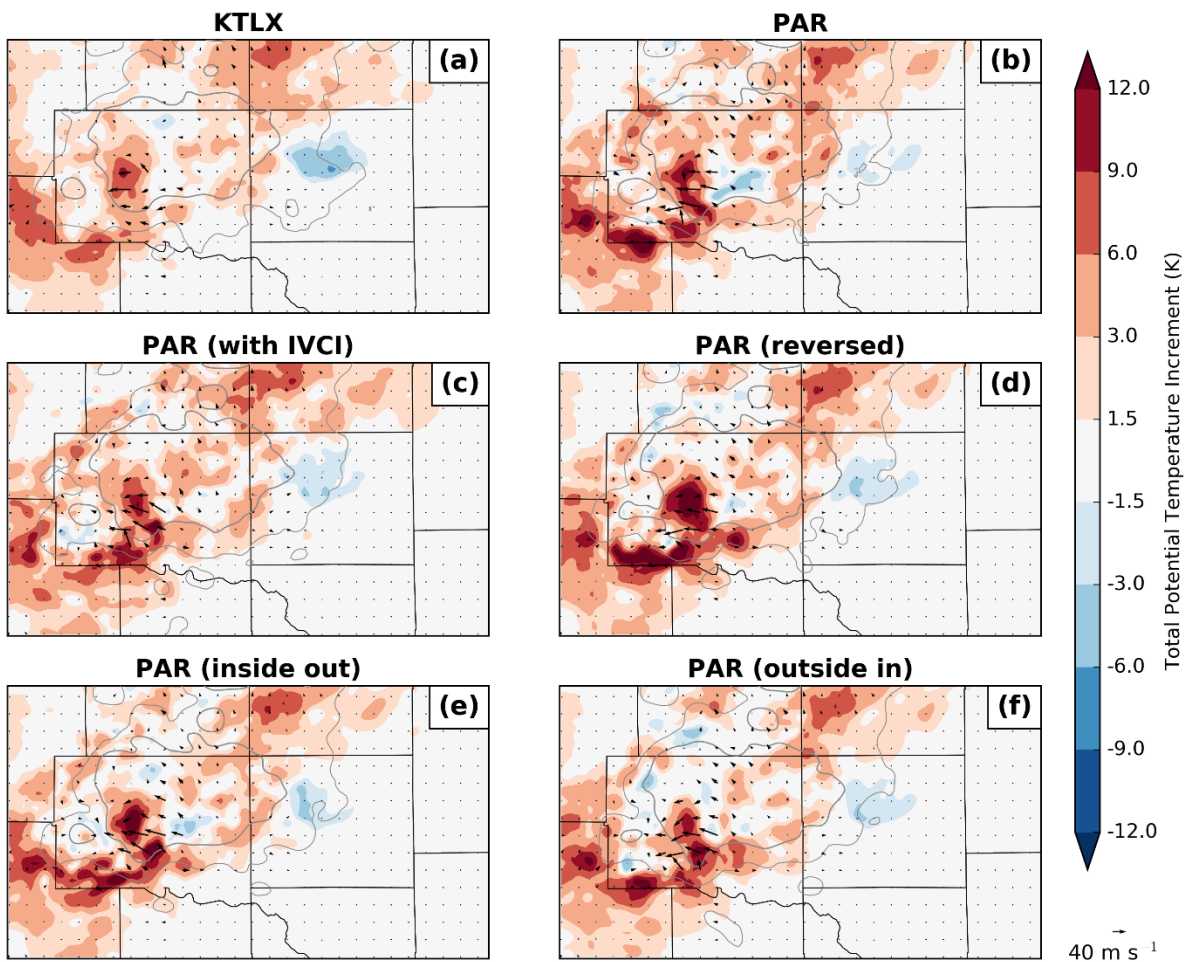 KTLX
(a)
PAR
(b)
PAR (with IVCI)
(c)
PAR (reversed)
(d)
PAR (inside out)
(e)
PAR (outside in)
(f)
12.0
9.0
6.0
3.0
1.5
-1.5
-3.0
-6.0
-9.0
-12.0
Total Potential Temperature Increment (K)
40 m s⁻¹